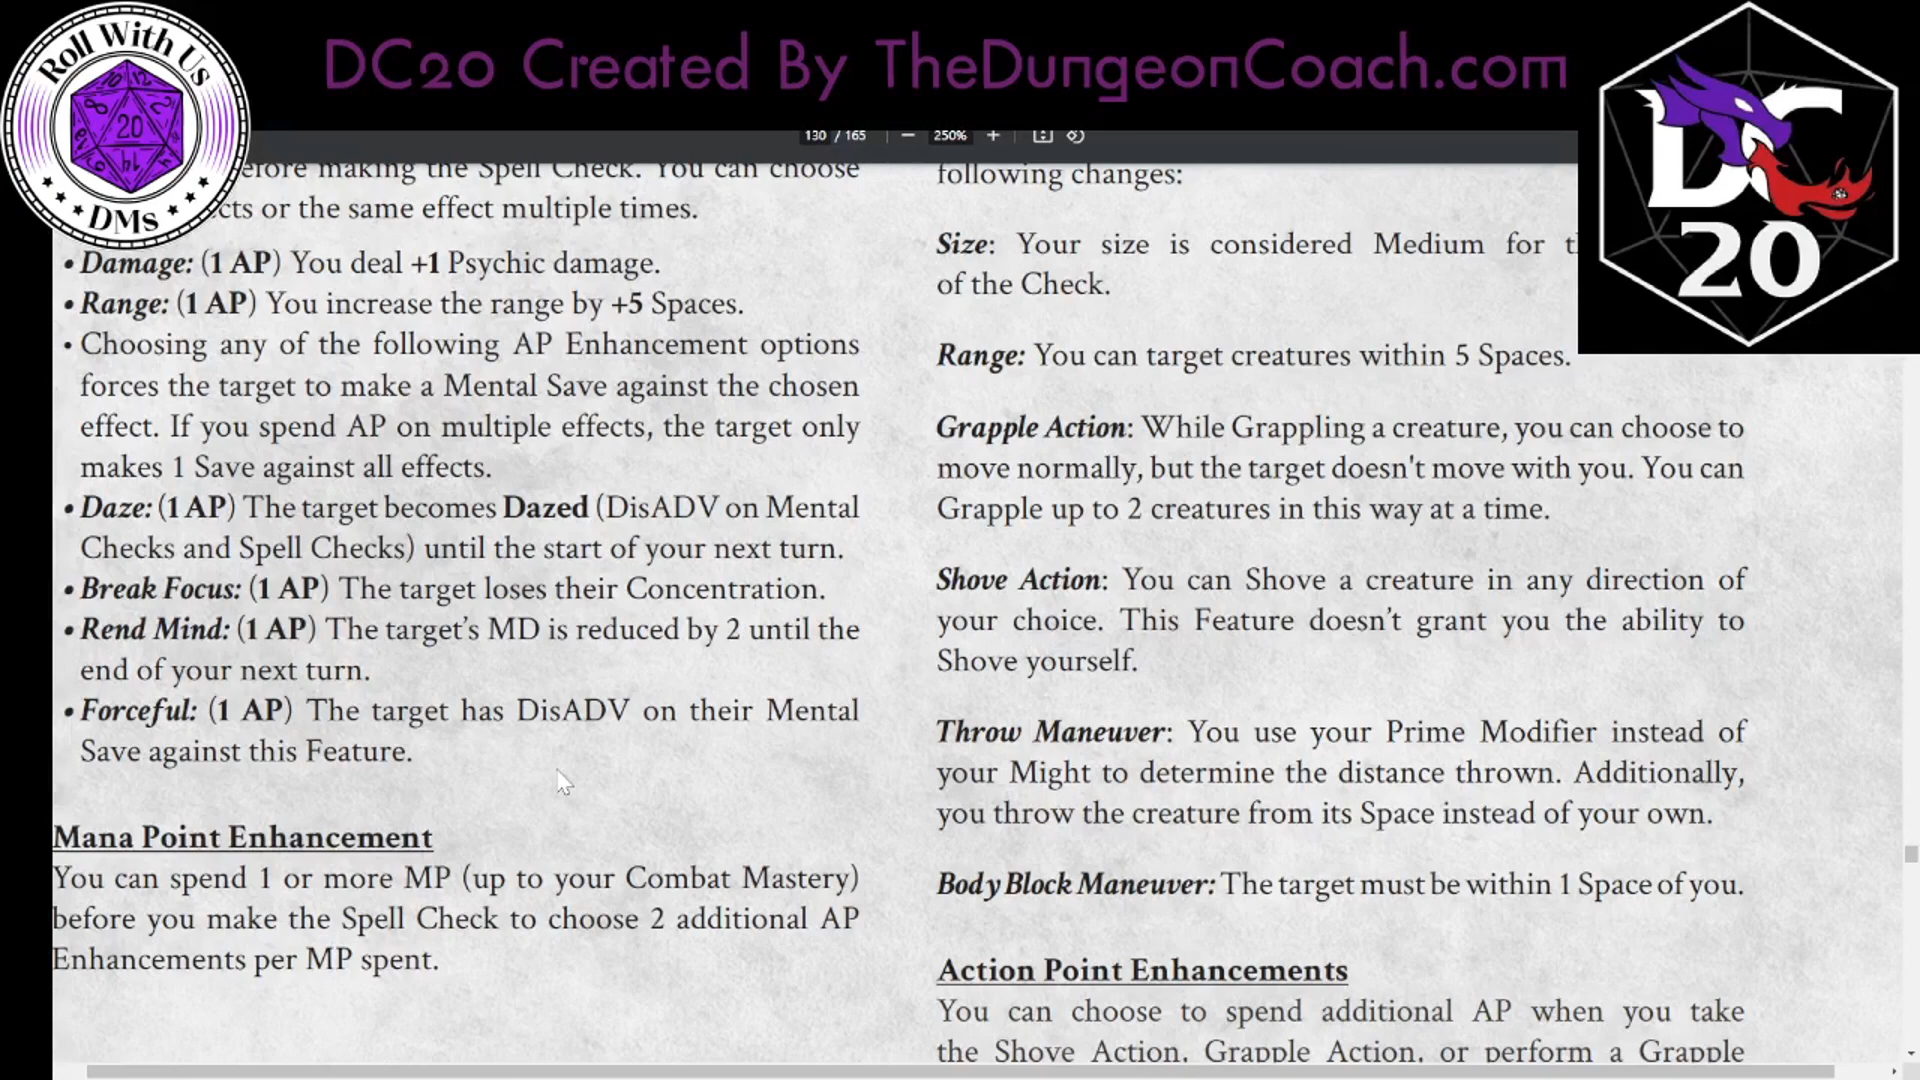 Roll With Us
20
DMs
DC20 Created By TheDungeonCoach.com
DC
20
130 / 165
250%
before making the Spell Check. You can choose
or the same effect multiple times.
• Damage: (1 AP) You deal +1 Psychic damage.
• Range: (1 AP) You increase the range by +5 Spaces.
• Choosing any of the following AP Enhancement options
forces the target to make a Mental Save against the chosen
effect. If you spend AP on multiple effects, the target only
makes 1 Save against all effects.
• Daze: (1 AP) The target becomes Dazed (DisADV on Mental
Checks and Spell Checks) until the start of your next turn.
• Break Focus: (1 AP) The target loses their Concentration.
• Rend Mind: (1 AP) The target’s MD is reduced by 2 until the
end of your next turn.
• Forceful: (1 AP) The target has DisADV on their Mental
Save against this Feature.
Mana Point Enhancement
You can spend 1 or more MP (up to your Combat Mastery)
before you make the Spell Check to choose 2 additional AP
Enhancements per MP spent.
following changes:
Size: Your size is considered Medium for
of the Check.
Range: You can target creatures within 5 Spaces.
Grapple Action: While Grappling a creature, you can choose to
move normally, but the target doesn't move with you. You can
Grapple up to 2 creatures in this way at a time.
Shove Action: You can Shove a creature in any direction of
your choice. This Feature doesn’t grant you the ability to
Shove yourself.
Throw Maneuver: You use your Prime Modifier instead of
your Might to determine the distance thrown. Additionally,
you throw the creature from its Space instead of your own.
Body Block Maneuver: The target must be within 1 Space of you.
Action Point Enhancements
You can choose to spend additional AP when you take
the Shove Action, Grapple Action, or perform a Grapple